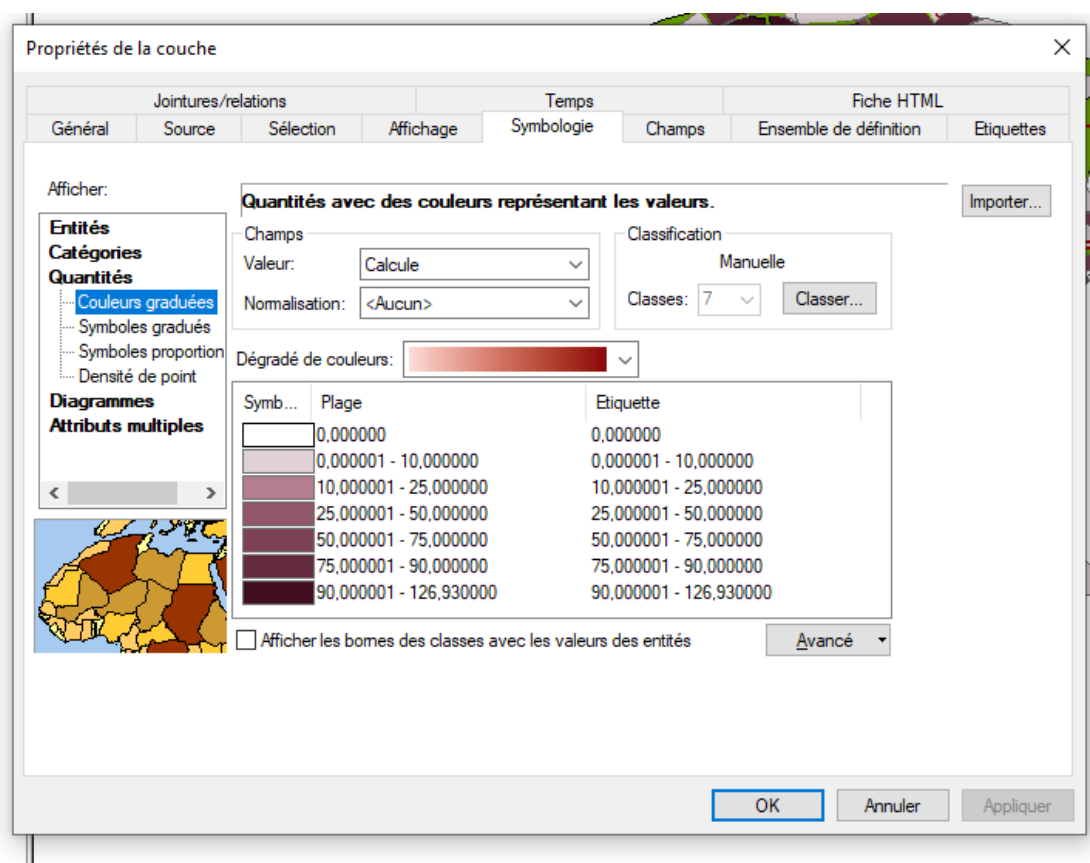 Propriétés de la couche
Jointures/relations Temps Fiche HTML
Général Source Sélection Affichage Symbologie Champs Ensemble de définition Etiquettes
Afficher:
Entités
Catégories
Quantités
Couleurs graduées
Symboles gradués
Symboles proportion
Densité de point
Diagrammes
Attributs multiples
Quantités avec des couleurs représentant les valeurs.
Importer...
Champs
Valeur: Calcule
Normalisation: <Aucun>
Classification
Manuelle
Classes: 7 Classer...
Dégradé de couleurs:
Symb... Plage Etiquette
0,000000 0,000000
0,000001 - 10,000000 0,000001 - 10,000000
10,000001 - 25,000000 10,000001 - 25,000000
25,000001 - 50,000000 25,000001 - 50,000000
50,000001 - 75,000000 50,000001 - 75,000000
75,000001 - 90,000000 75,000001 - 90,000000
90,000001 - 126,930000 90,000001 - 126,930000
Afficher les bornes des classes avec les valeurs des entités Avancé
OK Annuler Appliquer